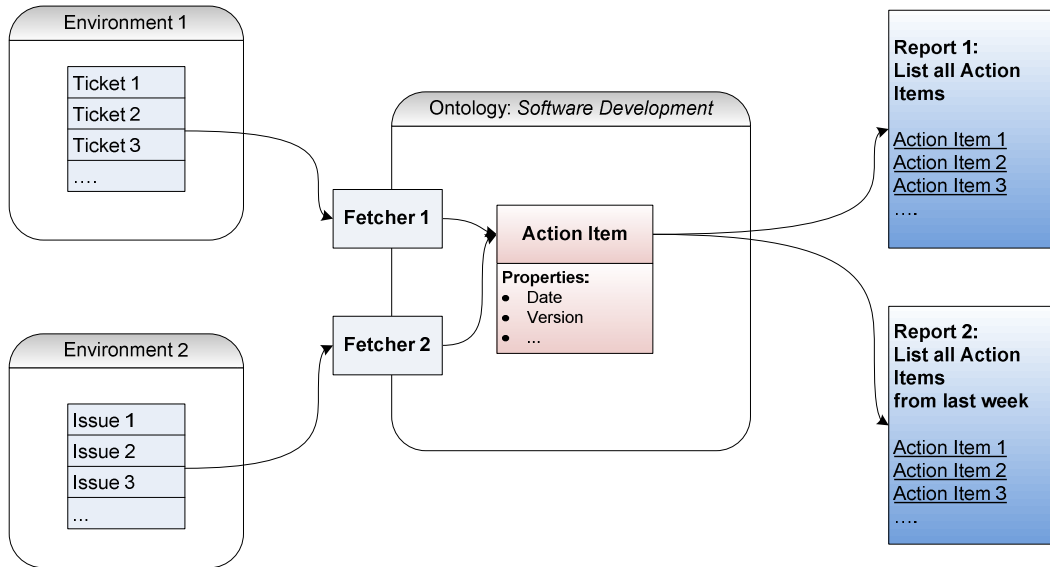 Environment 1
Ticket 1
Ticket 2
Ticket 3
....
Environment 2
Issue 1
Issue 2
Issue 3
...
Ontology: Software Development
Fetcher 1
Fetcher 2
Action Item
Properties:
• Date
• Version
• ...
Report 1:
List all Action
Items
Action Item 1
Action Item 2
Action Item 3
....
Report 2:
List all Action
Items
from last week
Action Item 1
Action Item 2
Action Item 3
....